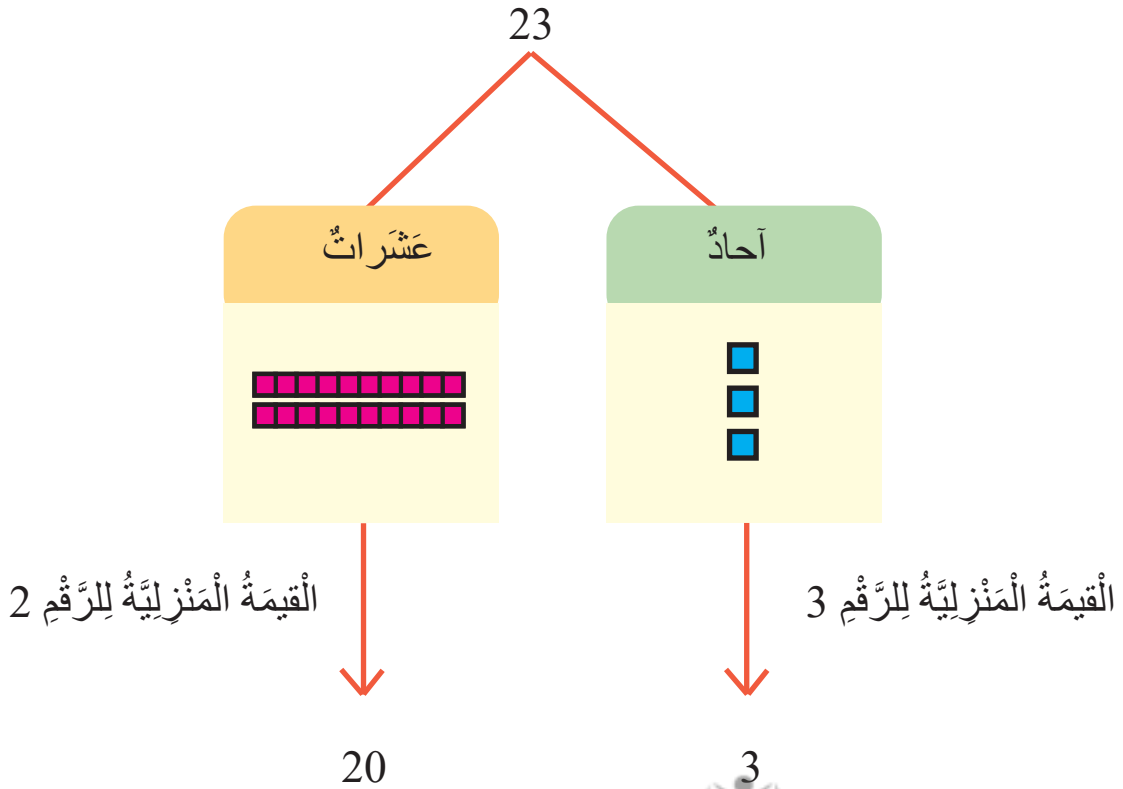 23
آحادٌ
عَشَراتٌ
الْقيمَةُ الْمَنْزِلِيَّةُ لِلرَّقْمِ 3
الْقيمَةُ الْمَنْزِلِيَّةُ لِلرَّقْمِ 2
3
20